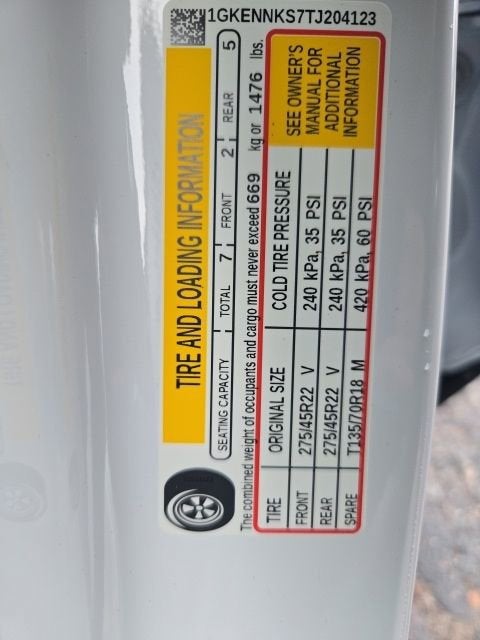 1GKENNKS7TJ204123
TIRE AND LOADING INFORMATION
SEATING CAPACITY TOTAL 7 FRONT 2 REAR 5
The combined weight of occupants and cargo must never exceed 669 kg or 1476 lbs.
TIRE ORIGINAL SIZE COLD TIRE PRESSURE
FRONT 275/45R22 V 240 kPa, 35 PSI
REAR 275/45R22 V 240 kPa, 35 PSI
SPARE T135/70R18 M 420 kPa, 60 PSI
SEE OWNER'S
MANUAL FOR
ADDITIONAL
INFORMATION